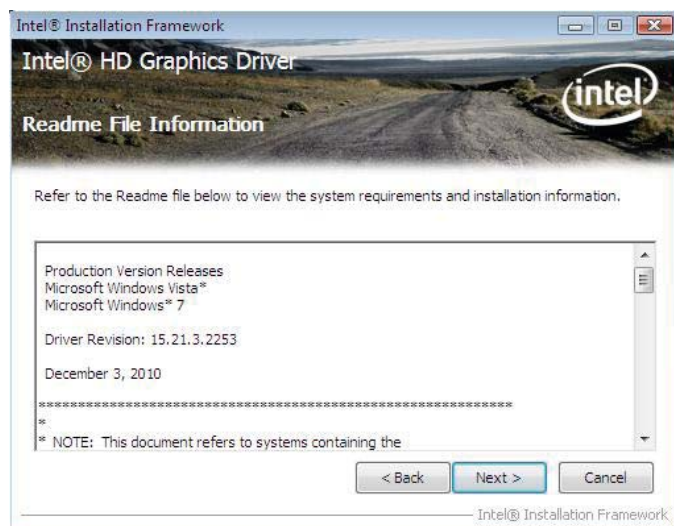 Intel® Installation Framework
Intel® HD Graphics Driver
intel
Readme File Information
Refer to the Readme file below to view the system requirements and installation information.
Production Version Releases
Microsoft Windows Vista*
Microsoft Windows* 7
Driver Revision: 15.21.3.2253
December 3, 2010
************************************************************
*
* NOTE: This document refers to systems containing the
< Back
Next >
Cancel
Intel® Installation Framework